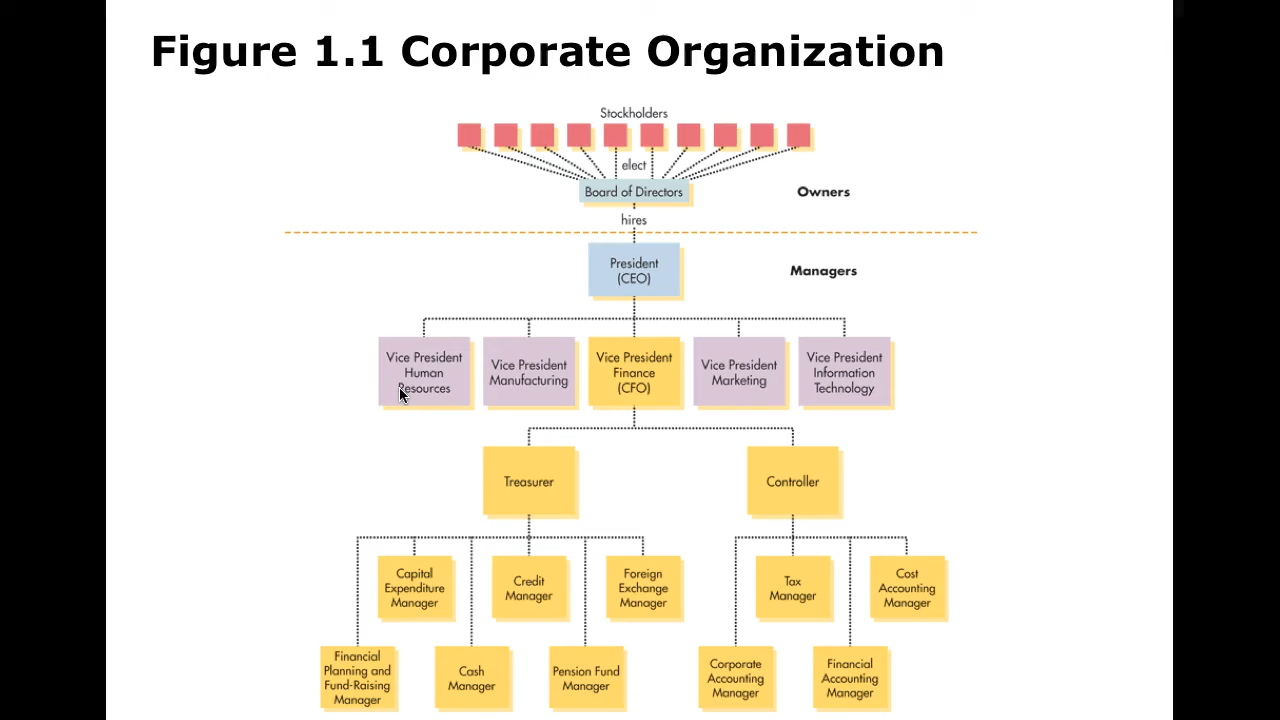 Figure 1.1 Corporate Organization
Stockholders
elect
Board of Directors
Owners
hires
President
(CEO)
Managers
Vice President
Human
Resources
Vice President
Manufacturing
Vice President
Finance
(CFO)
Vice President
Marketing
Vice President
Information
Technology
Treasurer
Controller
Capital
Expenditure
Manager
Credit
Manager
Foreign
Exchange
Manager
Tax
Manager
Cost
Accounting
Manager
Financial
Planning and
Fund-Raising
Manager
Cash
Manager
Pension Fund
Manager
Corporate
Accounting
Manager
Financial
Accounting
Manager